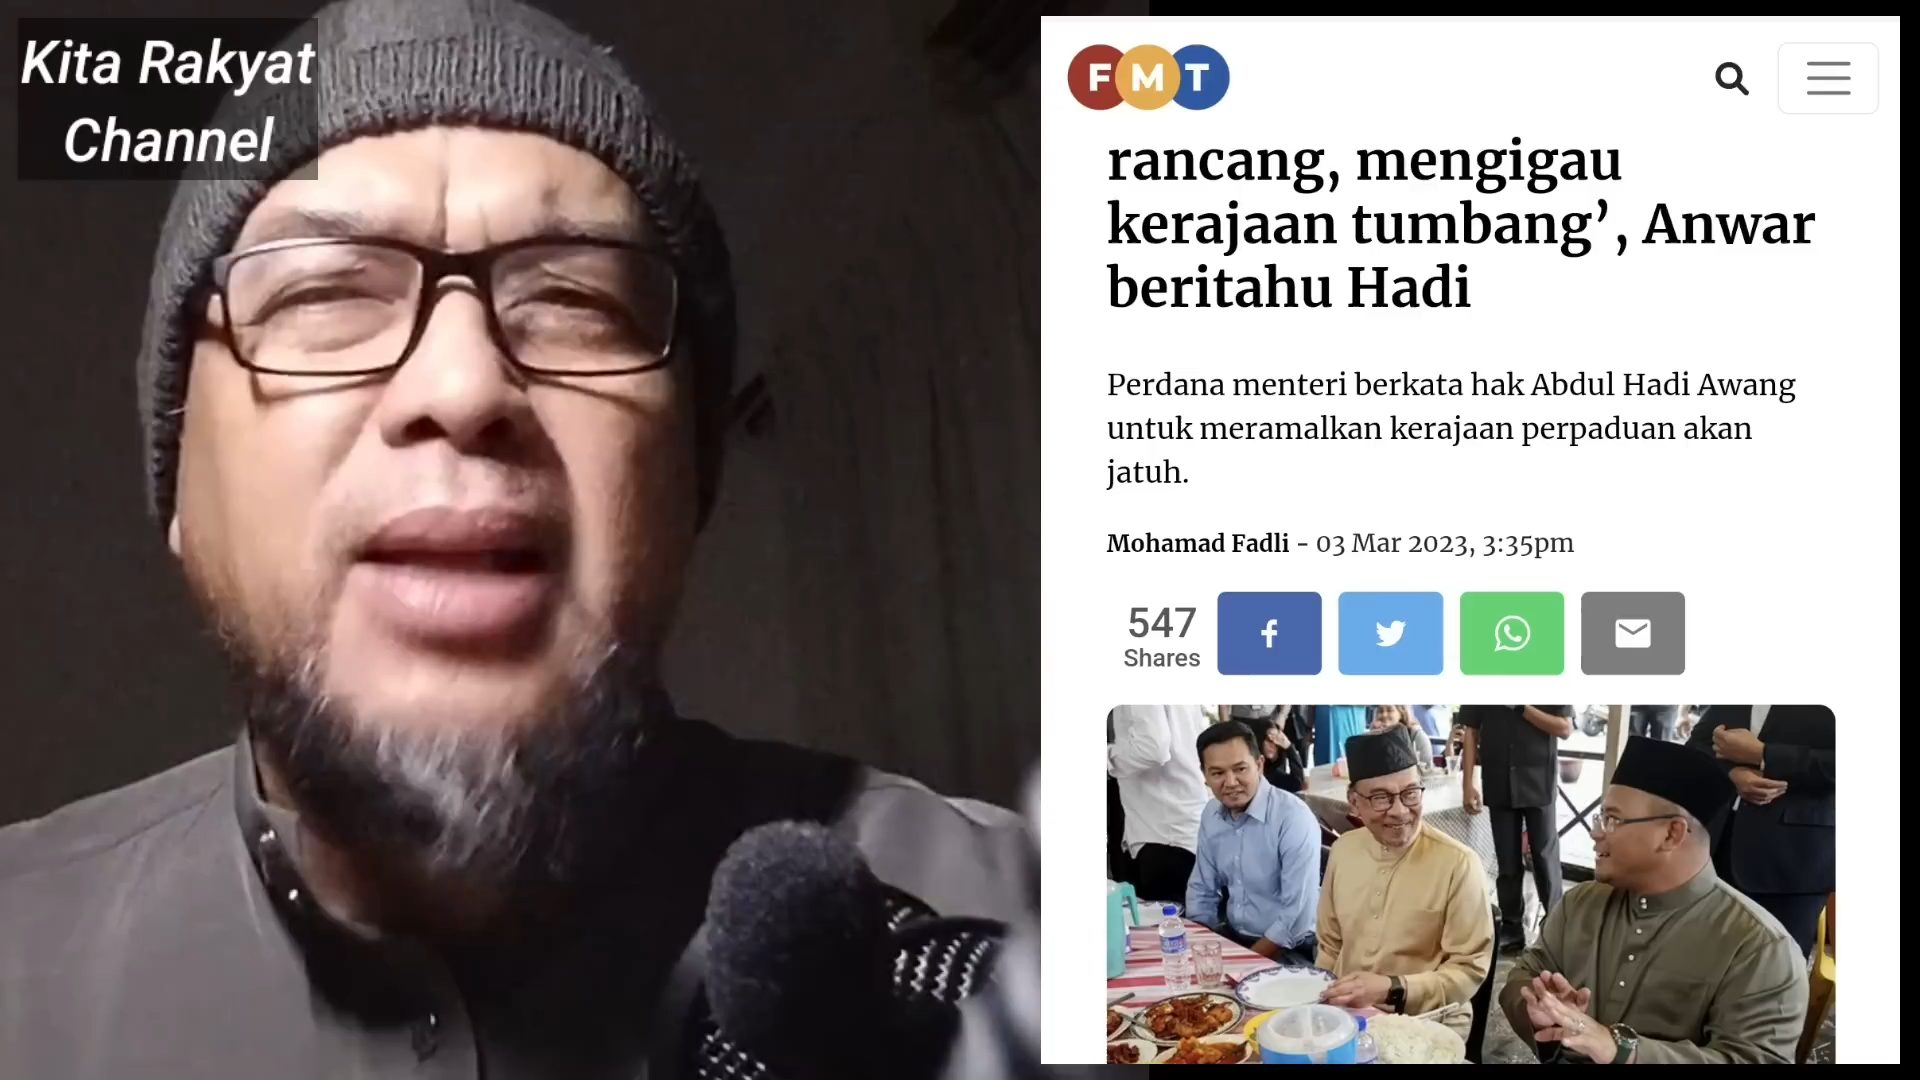 Kita Rakyat
Channel
FMT
rancang, mengigau
kerajaan tumbang’, Anwar
beritahu Hadi
Perdana menteri berkata hak Abdul Hadi Awang
untuk meramalkan kerajaan perpaduan akan
jatuh.
Mohamad Fadli - 03 Mar 2023, 3:35pm
547
Shares